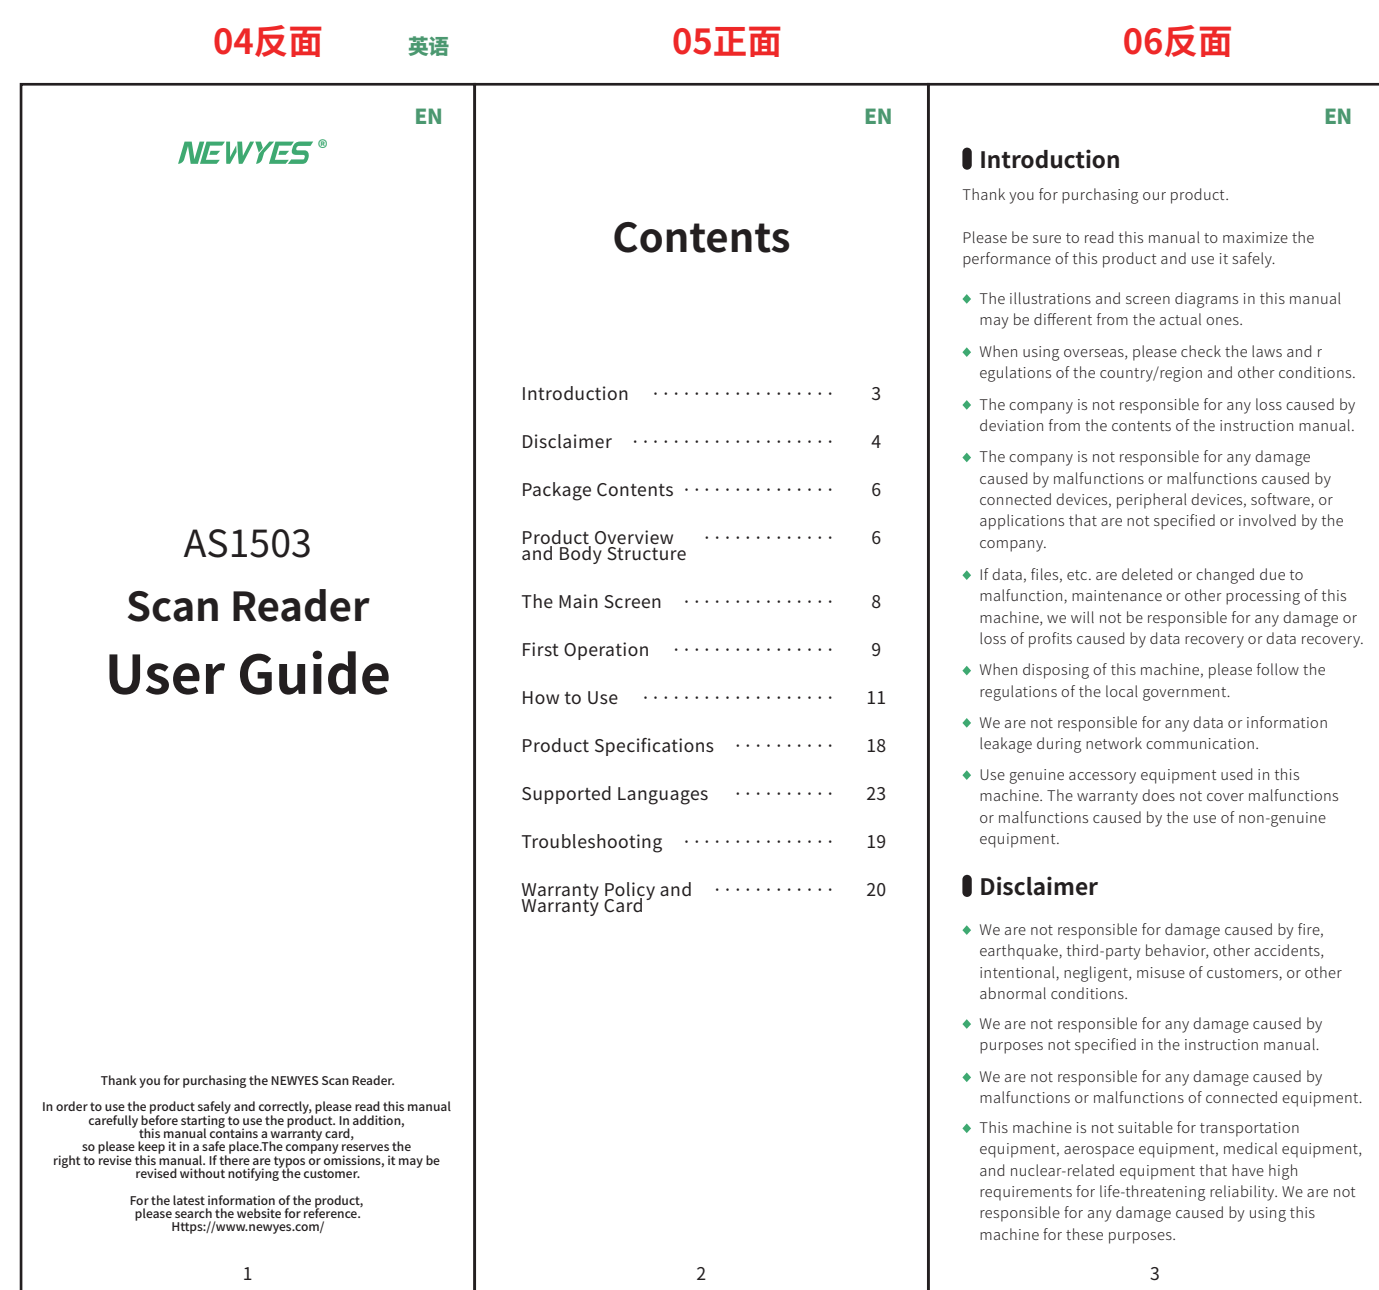 04反面
英语
05正面
06反面
EN
NEWYES®
AS1503
Scan Reader
User Guide
Thank you for purchasing the NEWYES Scan Reader.
In order to use the product safely and correctly, please read this manual
carefully before starting to use the product. In addition,
this manual contains a warranty card,
so please keep it in a safe place.The company reserves the
right to revise this manual. If there are typos or omissions, it may be
revised without notifying the customer.
For the latest information of the product,
please search the website for reference.
Https://www.newyes.com/
1
EN
Contents
Introduction ·················· 3
Disclaimer ···················· 4
Package Contents ··············· 6
Product Overview ············· 6
and Body Structure
The Main Screen ··············· 8
First Operation ················ 9
How to Use ··················· 11
Product Specifications ·········· 18
Supported Languages ·········· 23
Troubleshooting ··············· 19
Warranty Policy and ············ 20
Warranty Card
2
EN
Introduction
Thank you for purchasing our product.
Please be sure to read this manual to maximize the
performance of this product and use it safely.
◆ The illustrations and screen diagrams in this manual
may be different from the actual ones.
◆ When using overseas, please check the laws and r
egulations of the country/region and other conditions.
◆ The company is not responsible for any loss caused by
deviation from the contents of the instruction manual.
◆ The company is not responsible for any damage
caused by malfunctions or malfunctions caused by
connected devices, peripheral devices, software, or
applications that are not specified or involved by the
company.
◆ If data, files, etc. are deleted or changed due to
malfunction, maintenance or other processing of this
machine, we will not be responsible for any damage or
loss of profits caused by data recovery or data recovery.
◆ When disposing of this machine, please follow the
regulations of the local government.
◆ We are not responsible for any data or information
leakage during network communication.
◆ Use genuine accessory equipment used in this
machine. The warranty does not cover malfunctions
or malfunctions caused by the use of non-genuine
equipment.
Disclaimer
◆ We are not responsible for damage caused by fire,
earthquake, third-party behavior, other accidents,
intentional, negligent, misuse of customers, or other
abnormal conditions.
◆ We are not responsible for any damage caused by
purposes not specified in the instruction manual.
◆ We are not responsible for any damage caused by
malfunctions or malfunctions of connected equipment.
◆ This machine is not suitable for transportation
equipment, aerospace equipment, medical equipment,
and nuclear-related equipment that have high
requirements for life-threatening reliability. We are not
responsible for any damage caused by using this
machine for these purposes.
3